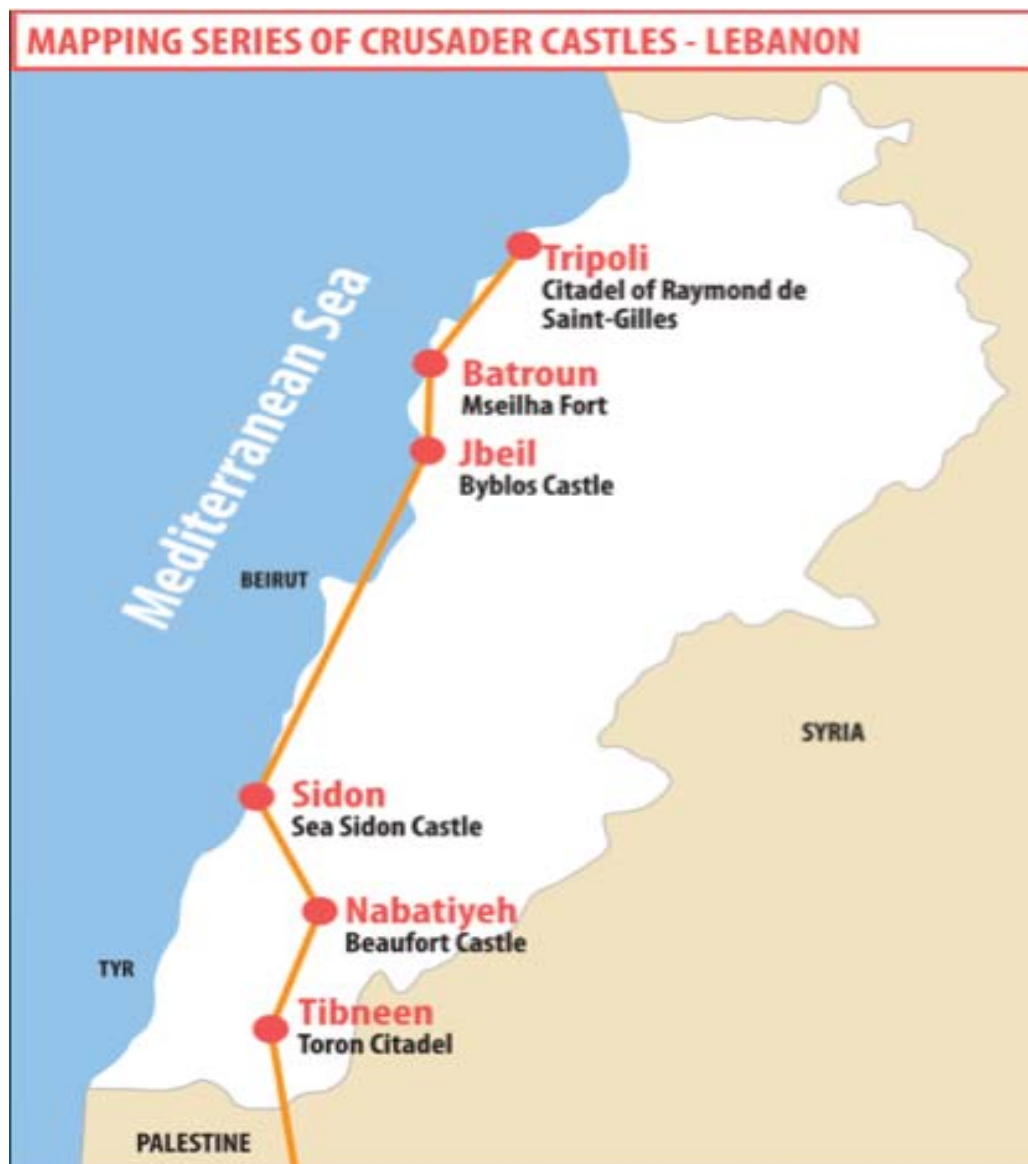 MAPPING SERIES OF CRUSADER CASTLES - LEBANON
Tripoli
Citadel of Raymond de
Saint-Gilles
Batroun
Mseilha Fort
Jbeil
Byblos Castle
Mediterranean Sea
BEIRUT
SYRIA
Sidon
Sea Sidon Castle
Nabatiyeh
Beaufort Castle
TYR
Tibneen
Toron Citadel
PALESTINE